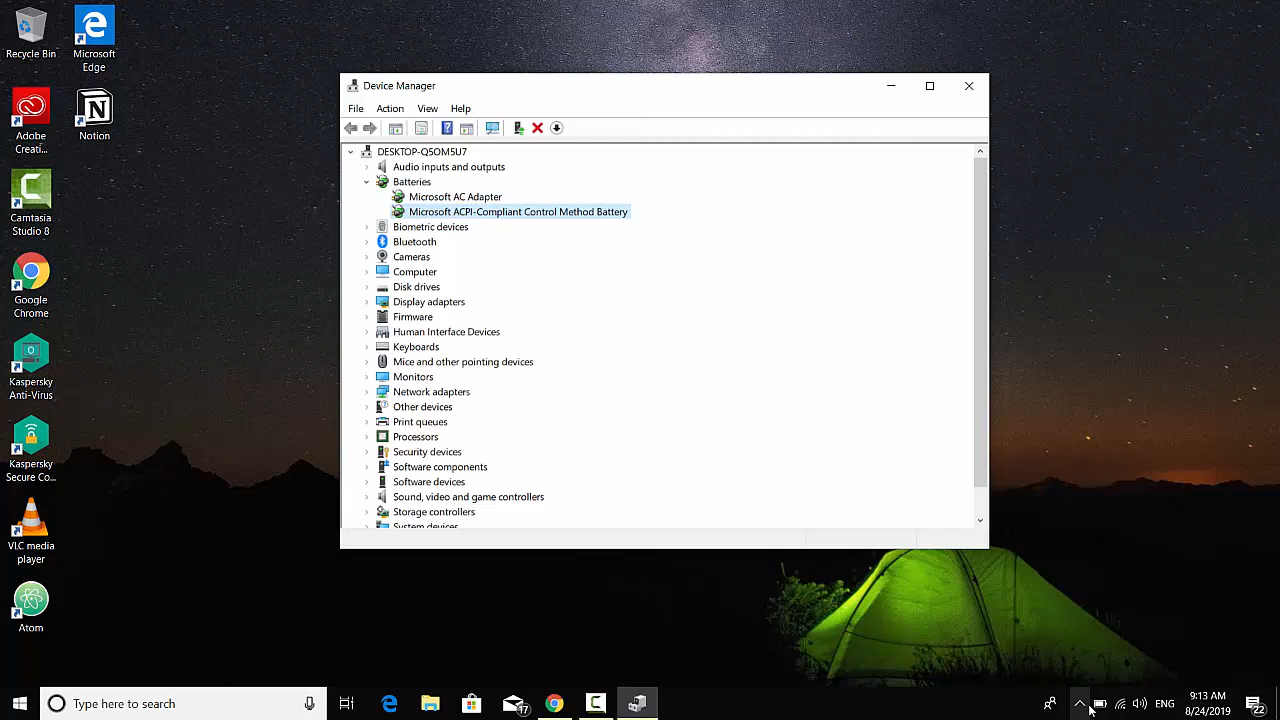 Recycle Bin
Microsoft
Edge
Adobe
Creati...
Notion
Camtasia
Studio 8
Google
Chrome
Kaspersky
Anti-Virus
Kaspersky
Secure Co...
VLC media
player
Atom
Device Manager
File Action View Help
DESKTOP-Q5OM5U7
Audio inputs and outputs
Batteries
Microsoft AC Adapter
Microsoft ACPI-Compliant Control Method Battery
Biometric devices
Bluetooth
Cameras
Computer
Disk drives
Display adapters
Firmware
Human Interface Devices
Keyboards
Mice and other pointing devices
Monitors
Network adapters
Other devices
Print queues
Processors
Security devices
Software components
Software devices
Sound, video and game controllers
Storage controllers
System devices
Type here to search
17
ENG
9:13 AM
8/24/2019
22